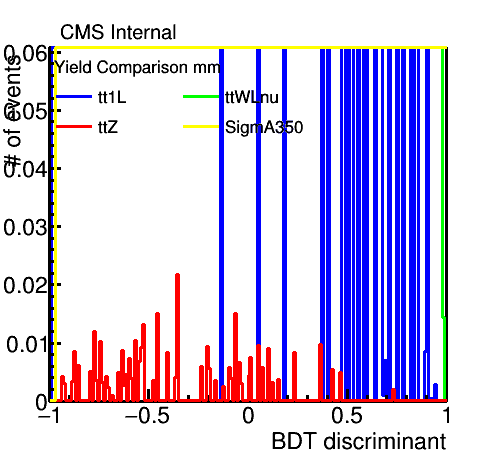 CMS Internal
# of events
Yield Comparison mm
tt1L
ttWLnu
ttZ
SigmA350
0.06
0.05
0.04
0.03
0.02
0.01
0
−1
−0.5
0
0.5
1
BDT discriminant